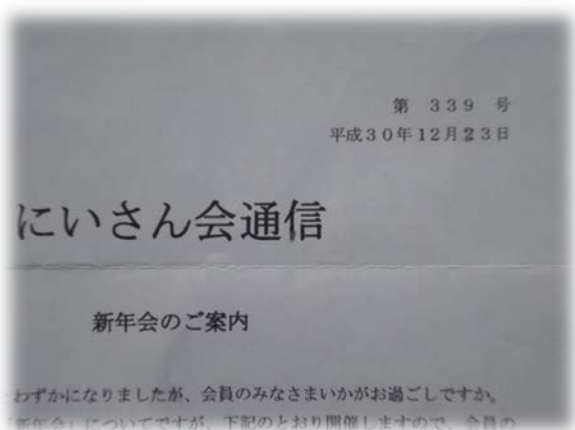 第 339 号
平成30年12月23日
にいさん会通信
新年会のご案内
わずかになりましたが、会員のみなさまいかがお過ごしですか。
「新年会」についてですが、下記のとおり開催しますので、会員の